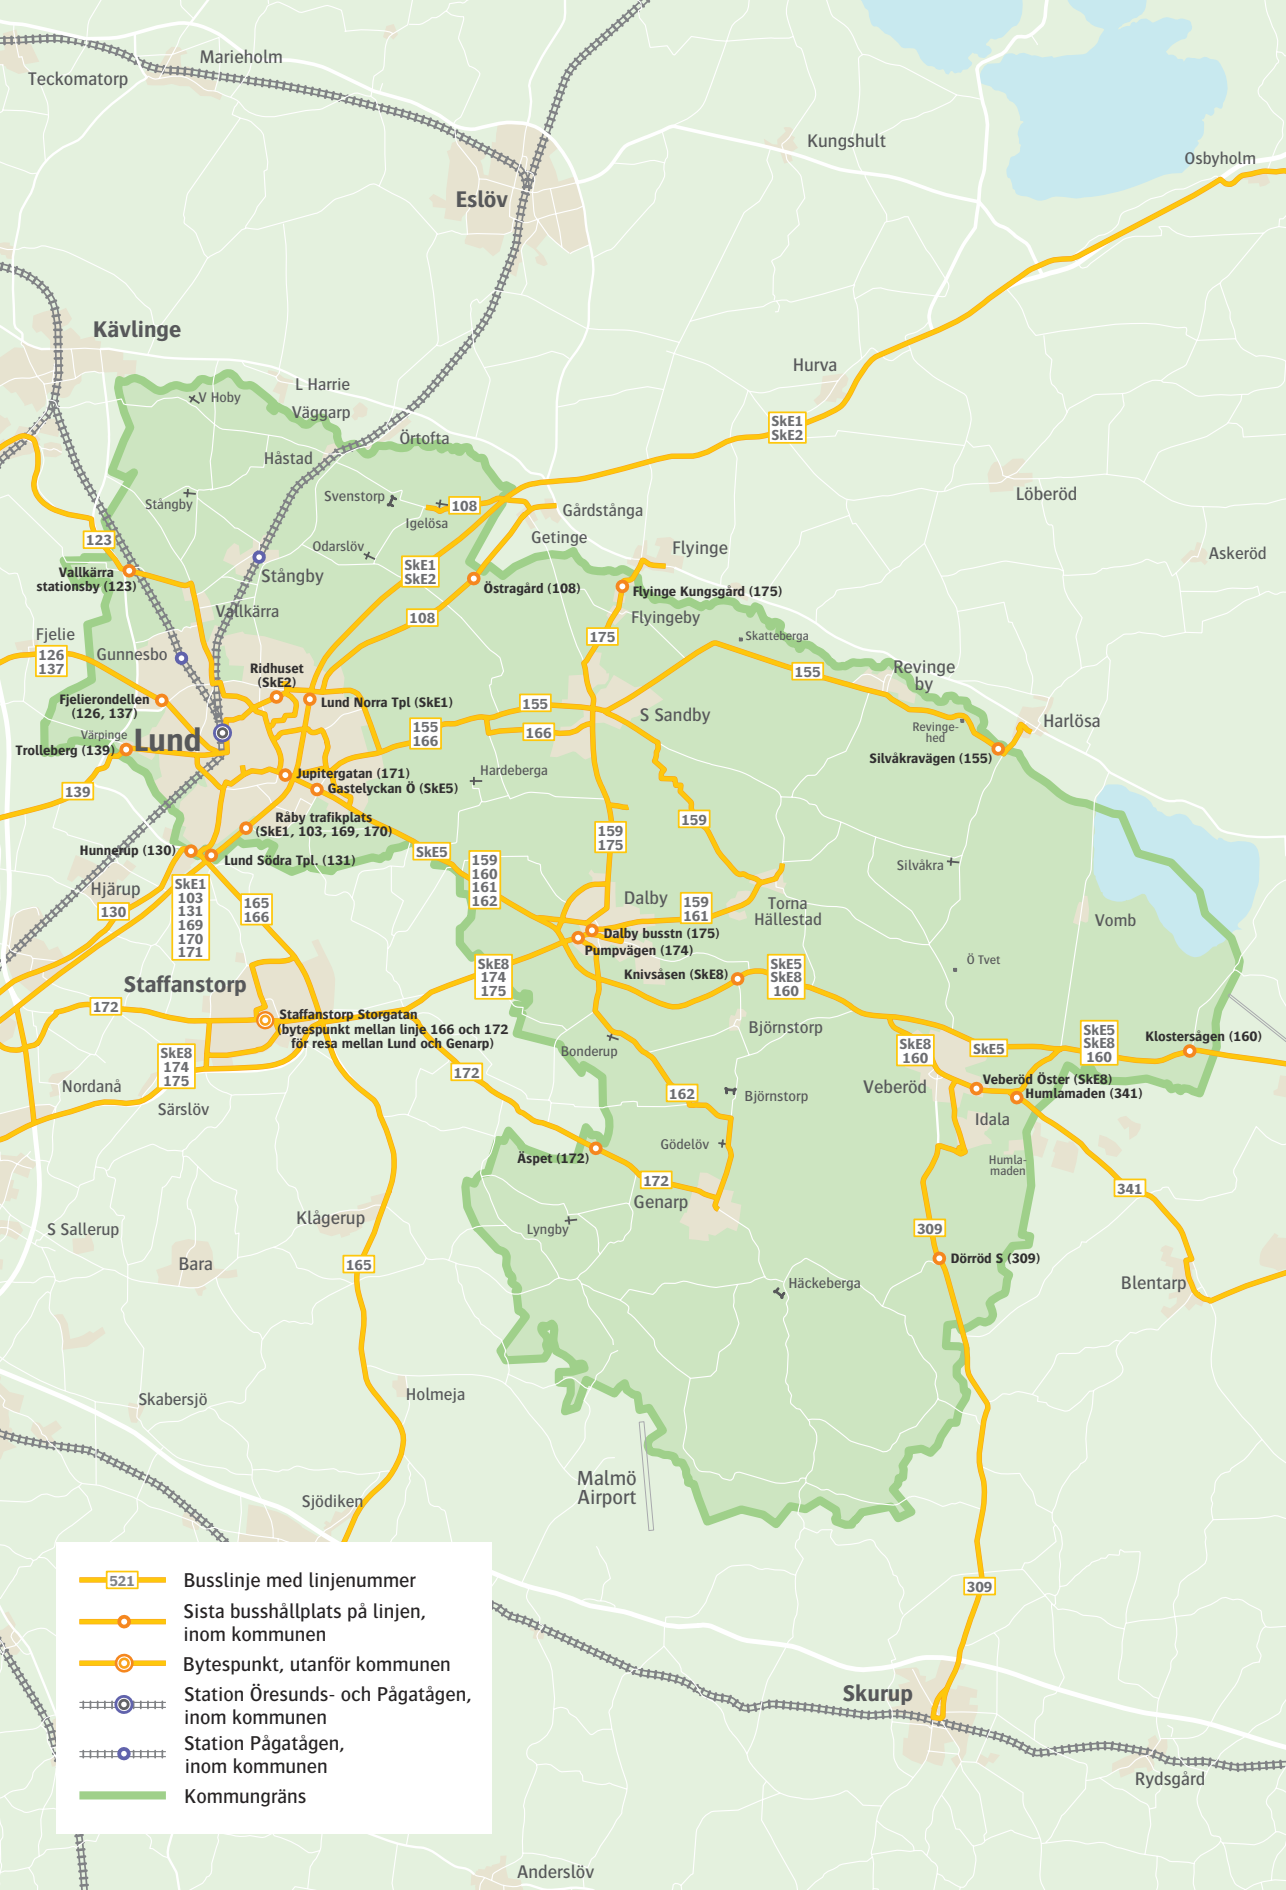 Marieholm
Teckomatorp
Kungshult
Osbyholm
Eslöv
Kävlinge
Hurva
L Harrie
V Hoby
Väggarp
SkE1
SkE2
Örtofta
Håstad
Löberöd
Svenstorp
Stångby
108
Igelösa
Gårdstånga
Getinge
123
Odarslöv
Flyinge
Askeröd
SkE1
SkE2
Vallkärra
stationsby (123)
Stångby
Östragård (108)
Flyinge Kungsgård (175)
Vallkärra
108
Flyingeby
Fjelie
175
Skatteberga
126
137
Gunnesbo
Ridhuset
(SkE2)
155
Revinge
by
Fjelierondellen
(126, 137)
Lund Norra Tpl (SkE1)
155
S Sandby
Harlösa
155
166
166
Revinge-
hed
Värpinge
Lund
Trolleberg (139)
Silvåkravägen (155)
Jupitergatan (171)
Hardeberga
Gastelyckan Ö (SkE5)
139
Råby trafikplats
(SkE1, 103, 169, 170)
159
159
175
Hunnerup (130)
Lund Södra Tpl. (131)
SkE5
159
160
161
162
Silvåkra
Hjärup
SkE1
103
131
169
170
171
165
166
130
Dalby
159
161
Torna
Hällestad
Vomb
Dalby busstn (175)
Pumpvägen (174)
Ö Tvet
SkE8
174
175
Knivsåsen (SkE8)
SkE5
SkE8
160
Staffanstorp
172
Staffanstorp Storgatan
(bytespunkt mellan linje 166 och 172
för resa mellan Lund och Genarp)
Björnstorp
SkE5
SkE8
160
Klostersågen (160)
SkE8
160
SkE5
SkE8
174
175
Bonderup
172
Nordanå
Särslöv
162
Björnstorp
Veberöd
Veberöd Öster (SkE8)
Humlamaden (341)
Idala
Gödelöv
Äspet (172)
Humla-
maden
172
341
Genarp
Klågerup
S Sallerup
Lyngby
309
Bara
165
Dörröd S (309)
Häckeberga
Blentarp
Skabersjö
Holmeja
Malmö
Airport
Sjödiken
309
521
Busslinje med linjenummer
Sista busshållplats på linjen,
inom kommunen
Bytespunkt, utanför kommunen
Station Öresunds- och Pågatågen,
inom kommunen
Station Pågatågen,
inom kommunen
Kommungräns
Skurup
Rydsgård
Anderslöv